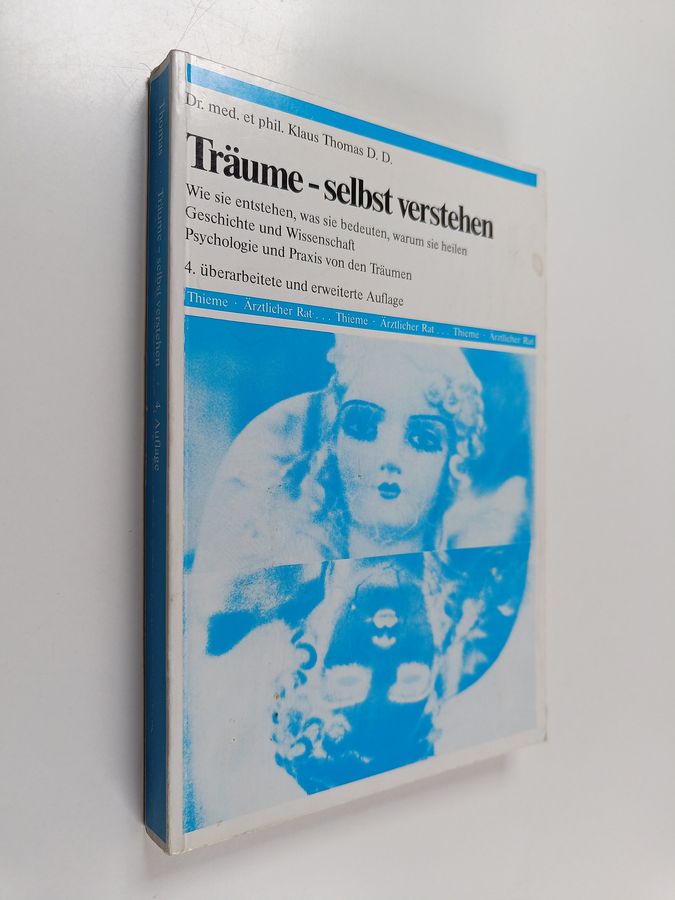 Dr. med. et phil. Klaus Thomas D. D.
Träume – selbst verstehen
Wie sie entstehen, was sie bedeuten, warum sie heilen
Geschichte und Wissenschaft
Psychologie und Praxis von den Träumen
4. überarbeitete und erweiterte Auflage
Thieme · Ärztlicher Rat . . . Thieme · Ärztlicher Rat . . . Thieme · Ärztlicher Rat
Thomas · Träume – selbst verstehen · 4. Auflage